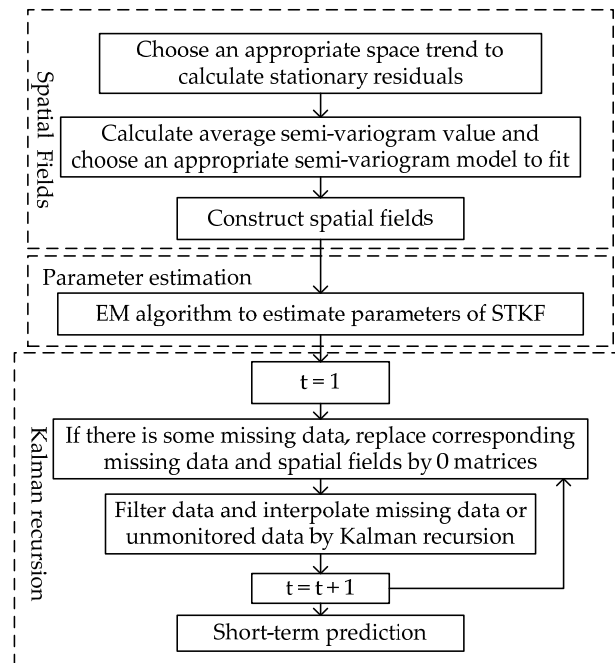 Spatial Fields
Choose an appropriate space trend to
calculate stationary residuals
Calculate average semi-variogram value and
choose an appropriate semi-variogram model to fit
Construct spatial fields
Parameter estimation
EM algorithm to estimate parameters of STKF
Kalman recursion
t = 1
If there is some missing data, replace corresponding
missing data and spatial fields by 0 matrices
Filter data and interpolate missing data or
unmonitored data by Kalman recursion
t = t + 1
Short-term prediction